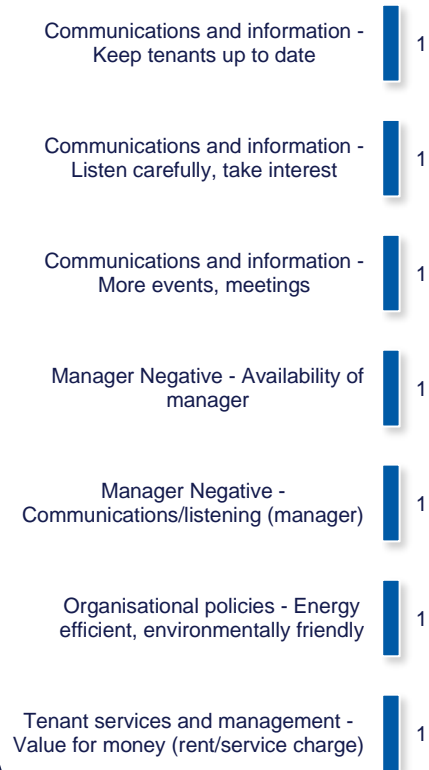 Communications and information -
Keep tenants up to date
1
Communications and information -
Listen carefully, take interest
1
Communications and information -
More events, meetings
1
Manager Negative - Availability of
manager
1
Manager Negative -
Communications/listening (manager)
1
Organisational policies - Energy
efficient, environmentally friendly
1
Tenant services and management -
Value for money (rent/service charge)
1